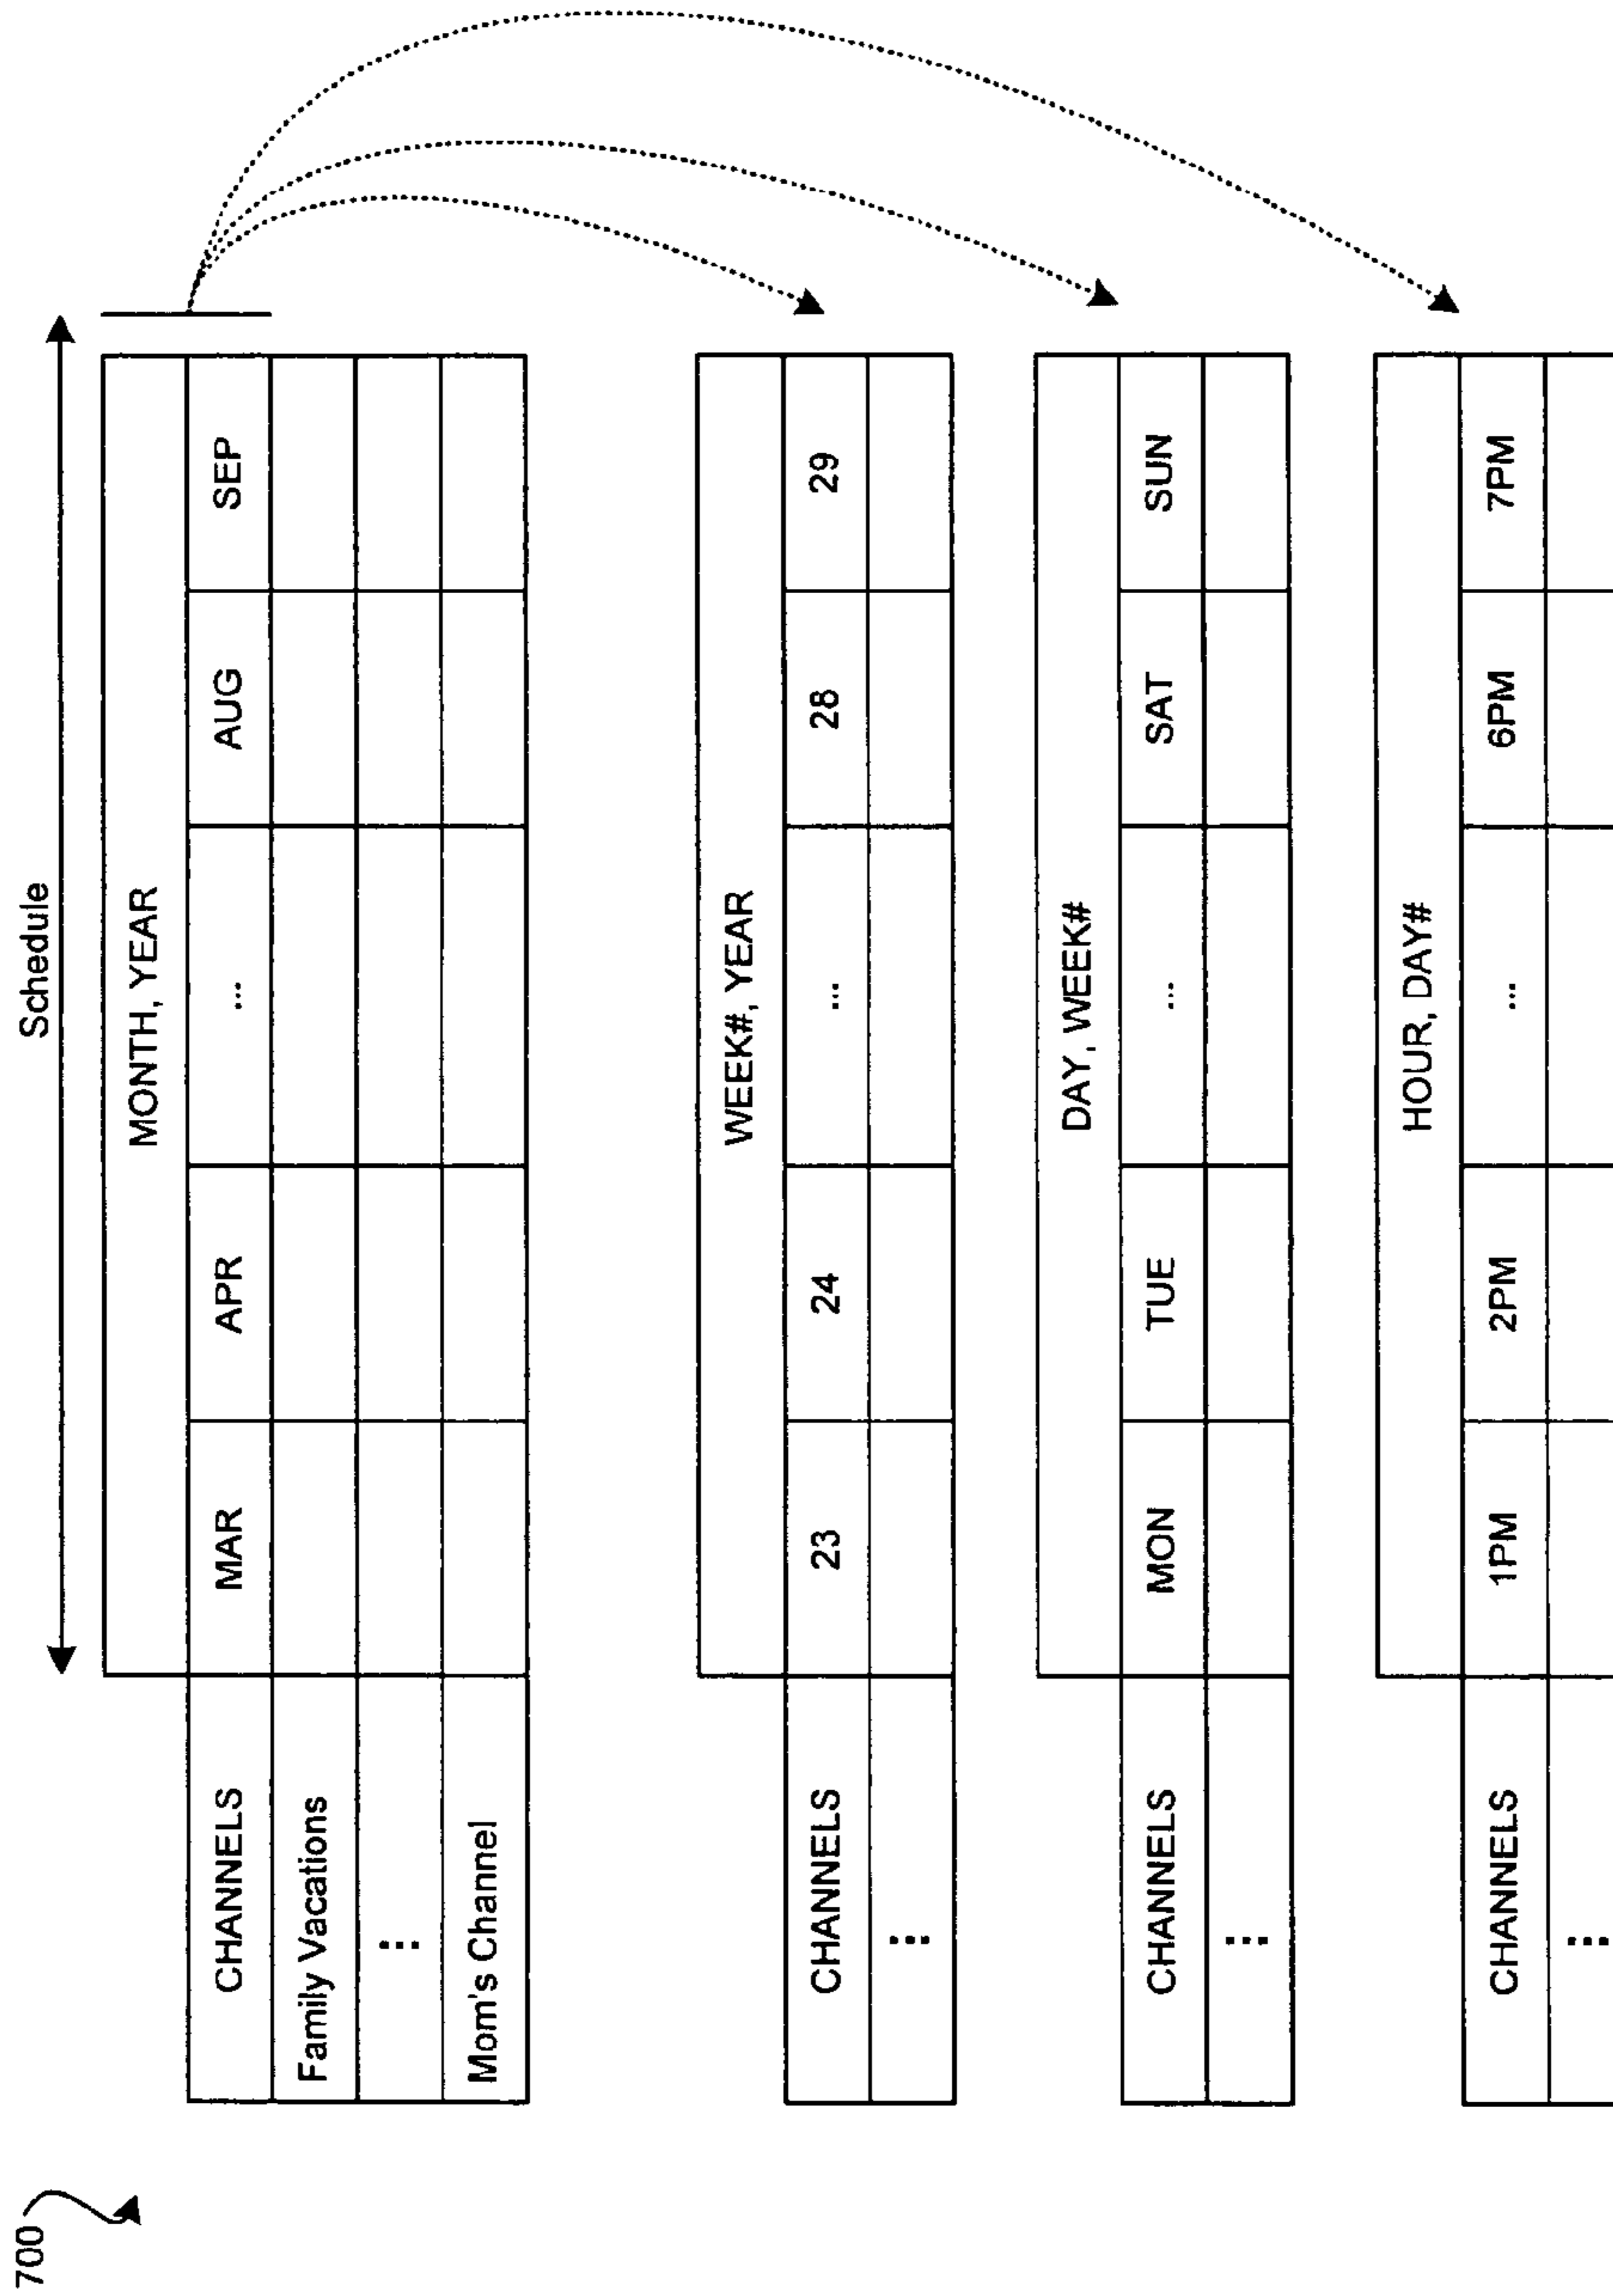 700
Schedule
MONTH, YEAR
CHANNELS MAR APR ... AUG SEP
Family Vacations
...
Mom's Channel
WEEK#, YEAR
CHANNELS 23 24 ... 28 29
...
DAY, WEEK#
CHANNELS MON TUE ... SAT SUN
...
HOUR, DAY#
CHANNELS 1PM 2PM ... 6PM 7PM
...